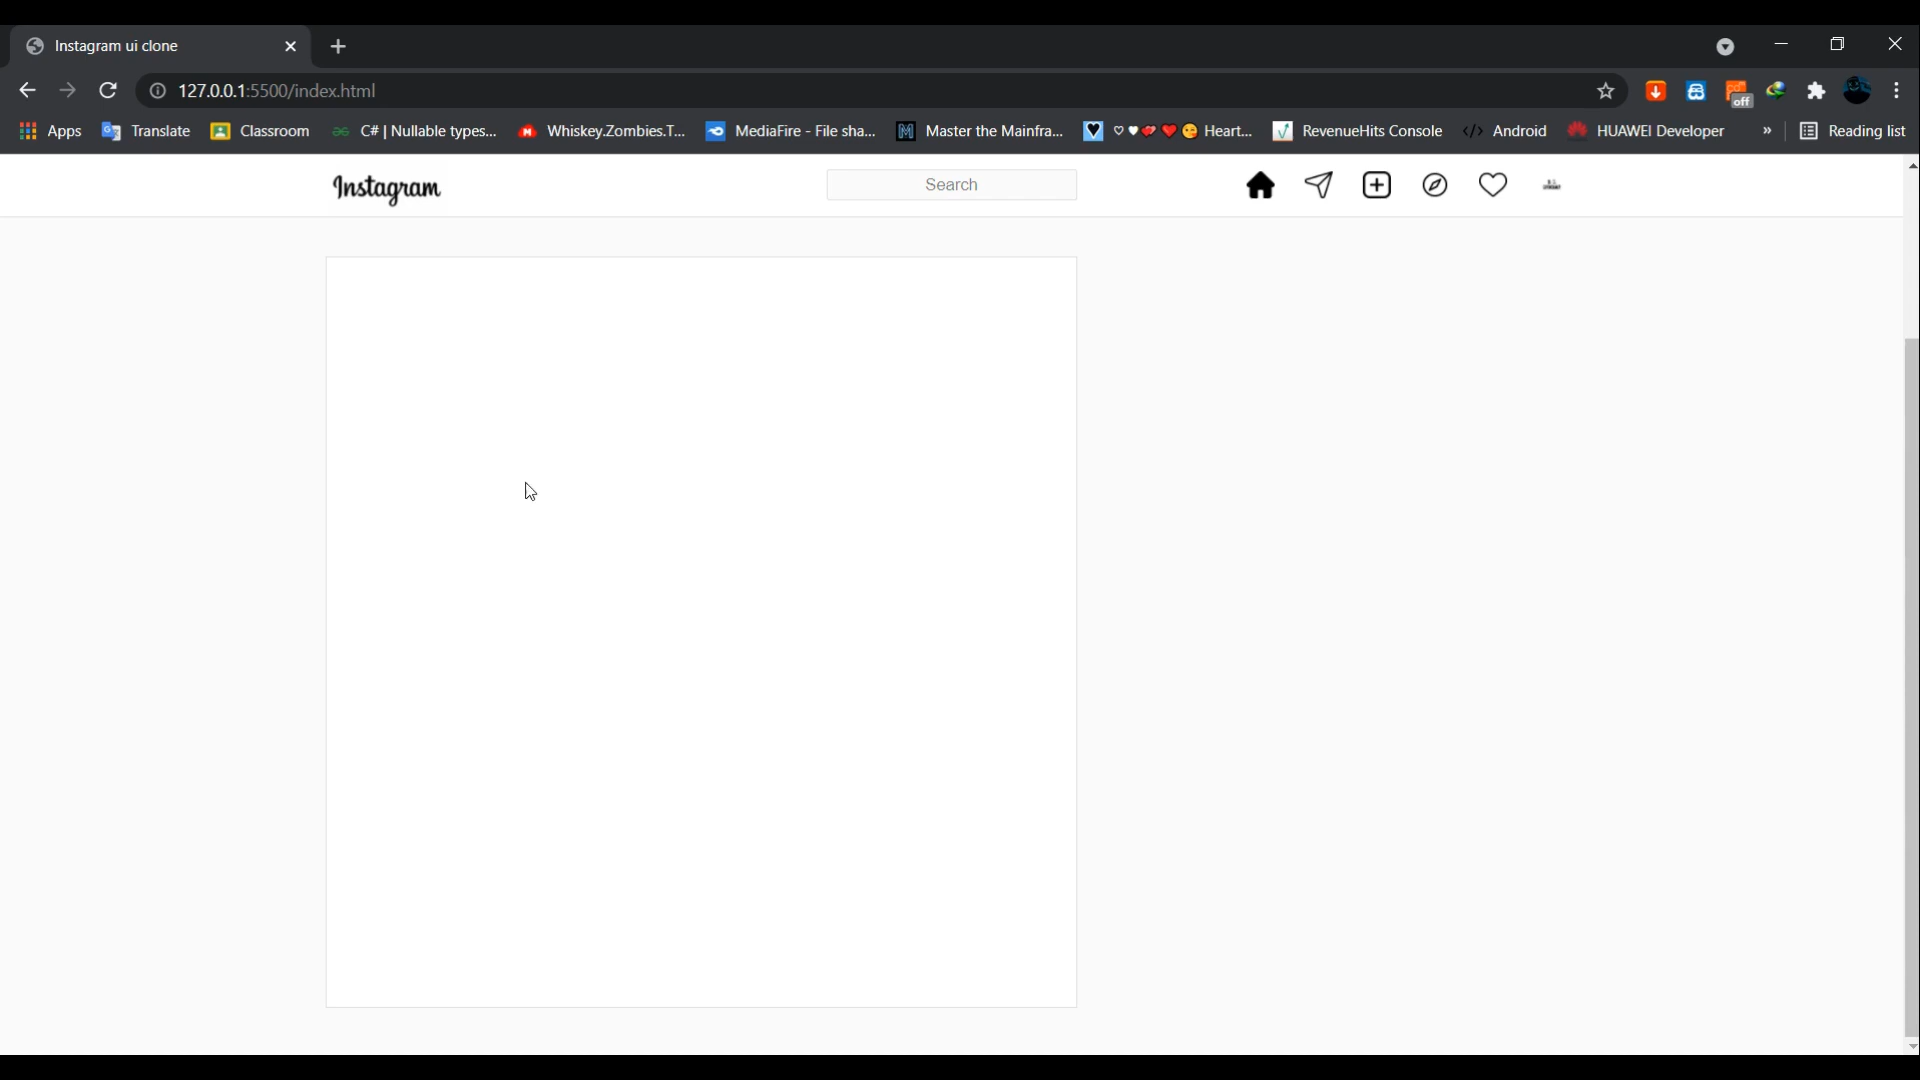 Instagram ui clone
127.0.0.1:5500/index.html
off
Apps Translate Classroom C# | Nullable types... Whiskey.Zombies.T... MediaFire - File sha... Master the Mainfra... ♡♥💕❤😘 Heart... RevenueHits Console Android HUAWEI Developer » Reading list
Instagram Search